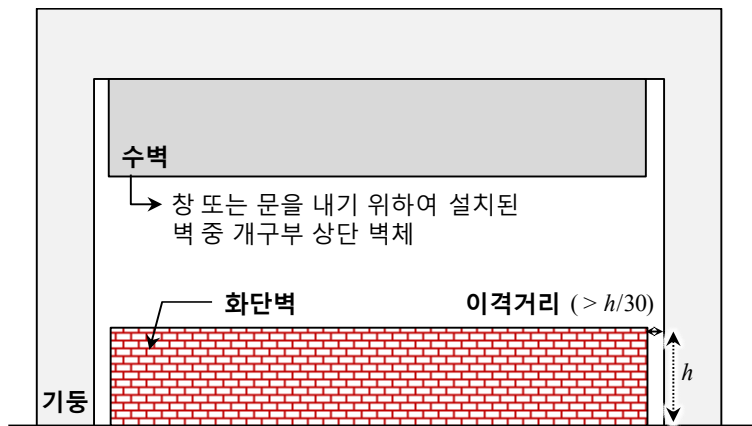 수벽
창 또는 문을 내기 위하여 설치된
벽 중 개구부 상단 벽체
화단벽
이격거리 ( > h/30)
h
기둥